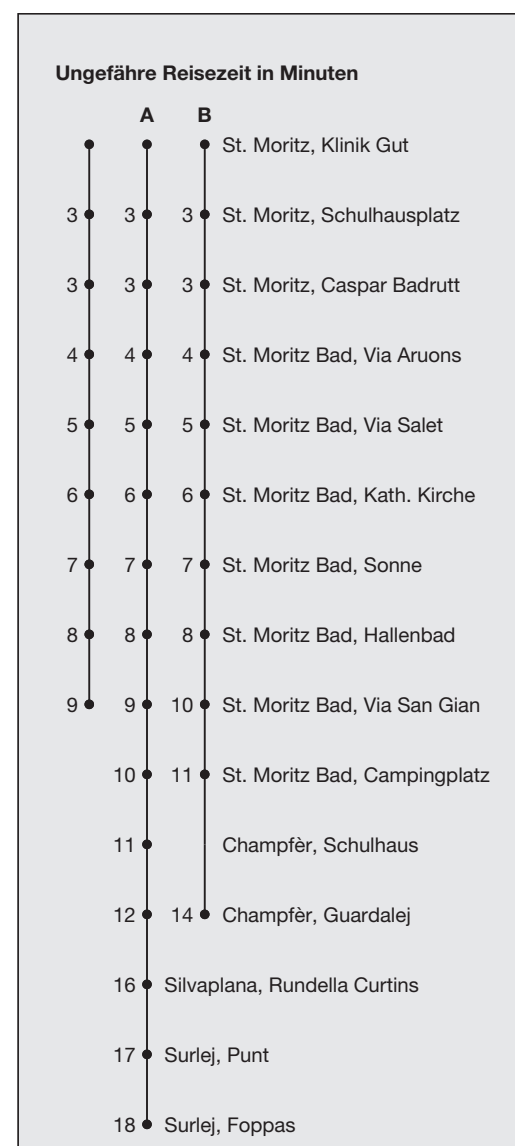 Ungefähre Reisezeit in Minuten
A B
St. Moritz, Klinik Gut
3 3 3 St. Moritz, Schulhausplatz
3 3 3 St. Moritz, Caspar Badrutt
4 4 4 St. Moritz Bad, Via Aruons
5 5 5 St. Moritz Bad, Via Salet
6 6 6 St. Moritz Bad, Kath. Kirche
7 7 7 St. Moritz Bad, Sonne
8 8 8 St. Moritz Bad, Hallenbad
9 9 10 St. Moritz Bad, Via San Gian
10 11 St. Moritz Bad, Campingplatz
11 Champfèr, Schulhaus
12 14 Champfèr, Guardalej
16 Silvaplana, Rundella Curtins
17 Surlej, Punt
18 Surlej, Foppas